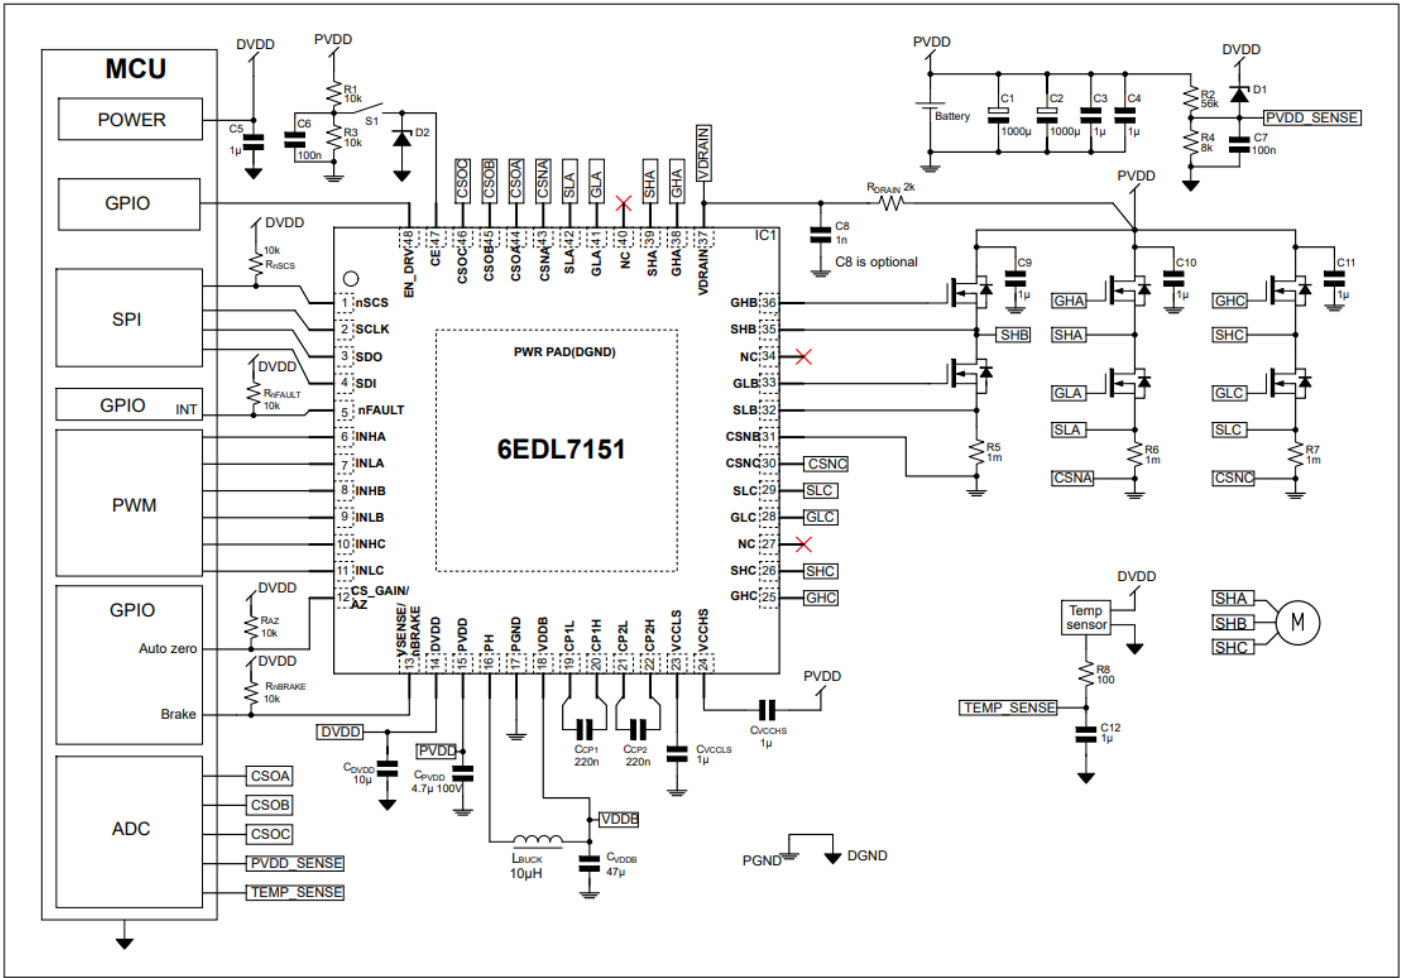 MCU
POWER
GPIO
SPI
GPIO
INT
PWM
GPIO
Auto zero
Brake
ADC
DVDD
C5
1µ
PVDD
R1
10k
R3
10k
C6
100n
S1
D2
DVDD
10k
RnSCS
DVDD
RnFAULT
10k
DVDD
RAZ
10k
DVDD
RnBRAKE
10k
CSOA
CSOB
CSOC
PVDD_SENSE
TEMP_SENSE
CSOC
CSOB
CSOA
CSNA
SLA
GLA
SHA
GHA
VDRAIN
48
47
46
45
44
43
42
41
40
39
38
37
EN_DRV
CE
CSOC
CSOB
CSOA
CSNA
SLA
GLA
NC
SHA
GHA
VDRAIN
IC1
1 nSCS
2 SCLK
3 SDO
4 SDI
5 nFAULT
6 INHA
7 INLA
8 INHB
9 INLB
10 INHC
11 INLC
12 CS_GAIN/
AZ
PWR PAD(DGND)
6EDL7151
GHB 36
SHB 35
NC 34
GLB 33
SLB 32
CSNB 31
CSNC 30
SLC 29
GLC 28
NC 27
SHC 26
GHC 25
CSNC
SLC
GLC
SHC
GHC
VSENSE/
nBRAKE
DVDD
PVDD
PH
PGND
VDDB
CP1L
CP1H
CP2L
CP2H
VCCLS
VCCHS
13
14
15
16
17
18
19
20
21
22
23
24
DVDD
CDVDD
10µ
PVDD
CPVDD
4.7µ 100V
LBUCK
10µH
VDDB
CVDDB
47µ
CCP1
220n
CCP2
220n
CVCCLS
1µ
CVCCHS
1µ
PVDD
PVDD
Battery
C1
1000µ
C2
1000µ
C3
1µ
C4
1µ
R2
56k
R4
8k
DVDD
D1
PVDD_SENSE
C7
100n
RDRAIN 2k
PVDD
C8
1n
C8 is optional
C9
1µ
C10
1µ
C11
1µ
SHB
GHA
SHA
GLA
SLA
CSNA
GHC
SHC
GLC
SLC
CSNC
R5
1m
R6
1m
R7
1m
DVDD
Temp
sensor
R8
100
TEMP_SENSE
C12
1µ
SHA
SHB
SHC
M
PGND
DGND